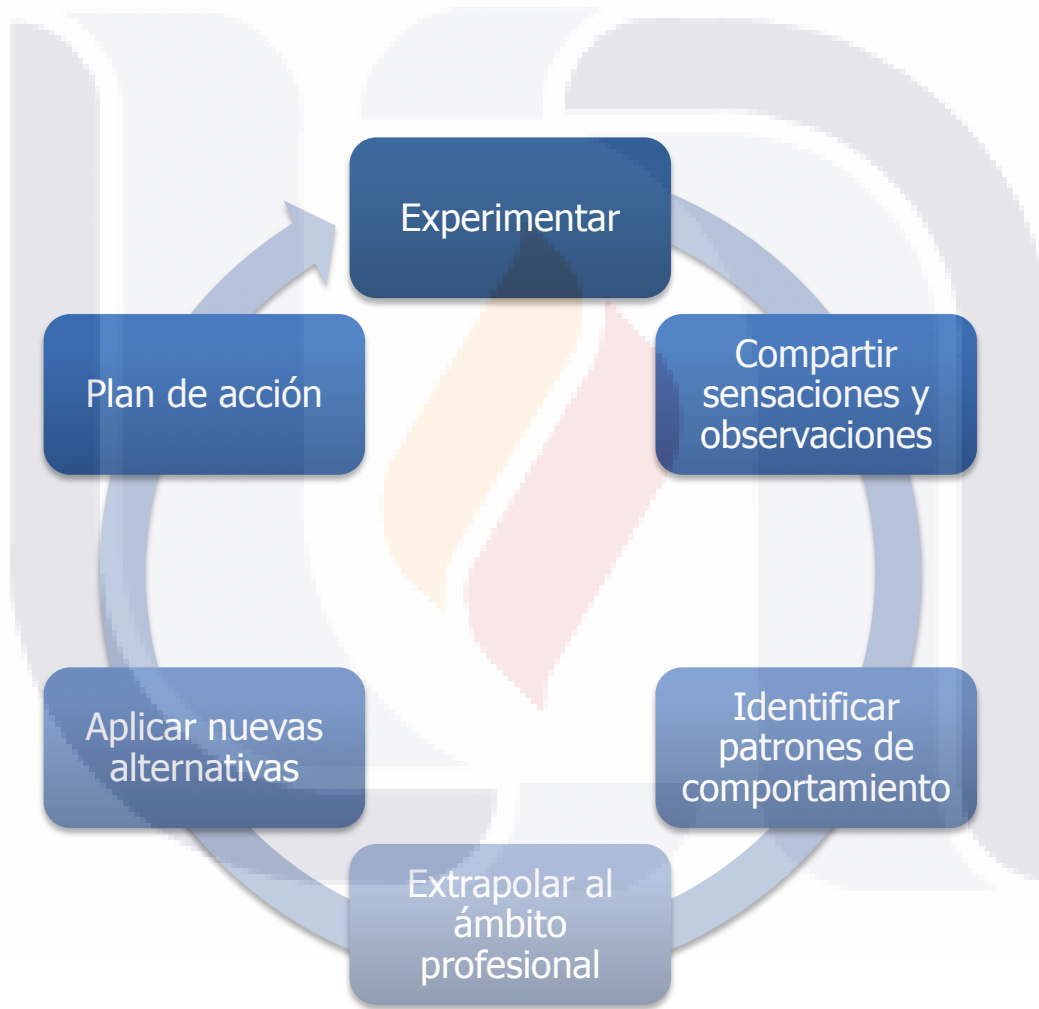 Experimentar
Compartir
sensaciones y
observaciones
Identificar
patrones de
comportamiento
Extrapolar al
ámbito
profesional
Aplicar nuevas
alternativas
Plan de acción